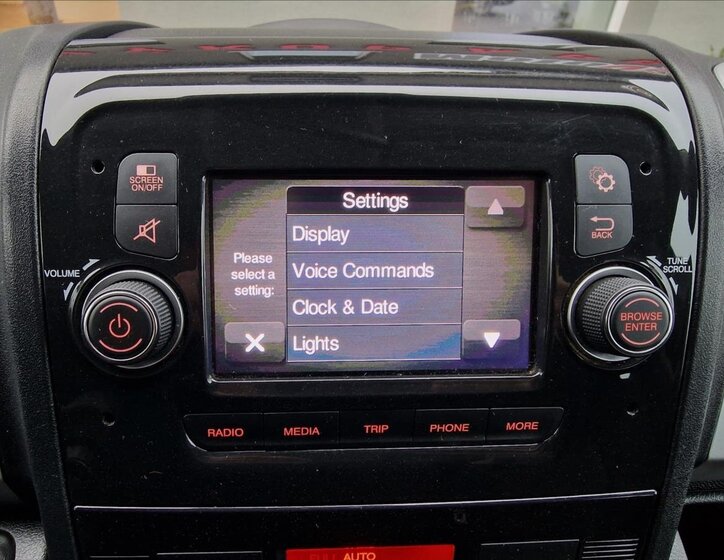 SCREEN
ON/OFF
VOLUME
Settings
Display
Please
select a
setting:
Voice Commands
Clock & Date
Lights
BACK
TUNE
SCROLL
BROWSE
ENTER
RADIO
MEDIA
TRIP
PHONE
MORE
FULL AUTO